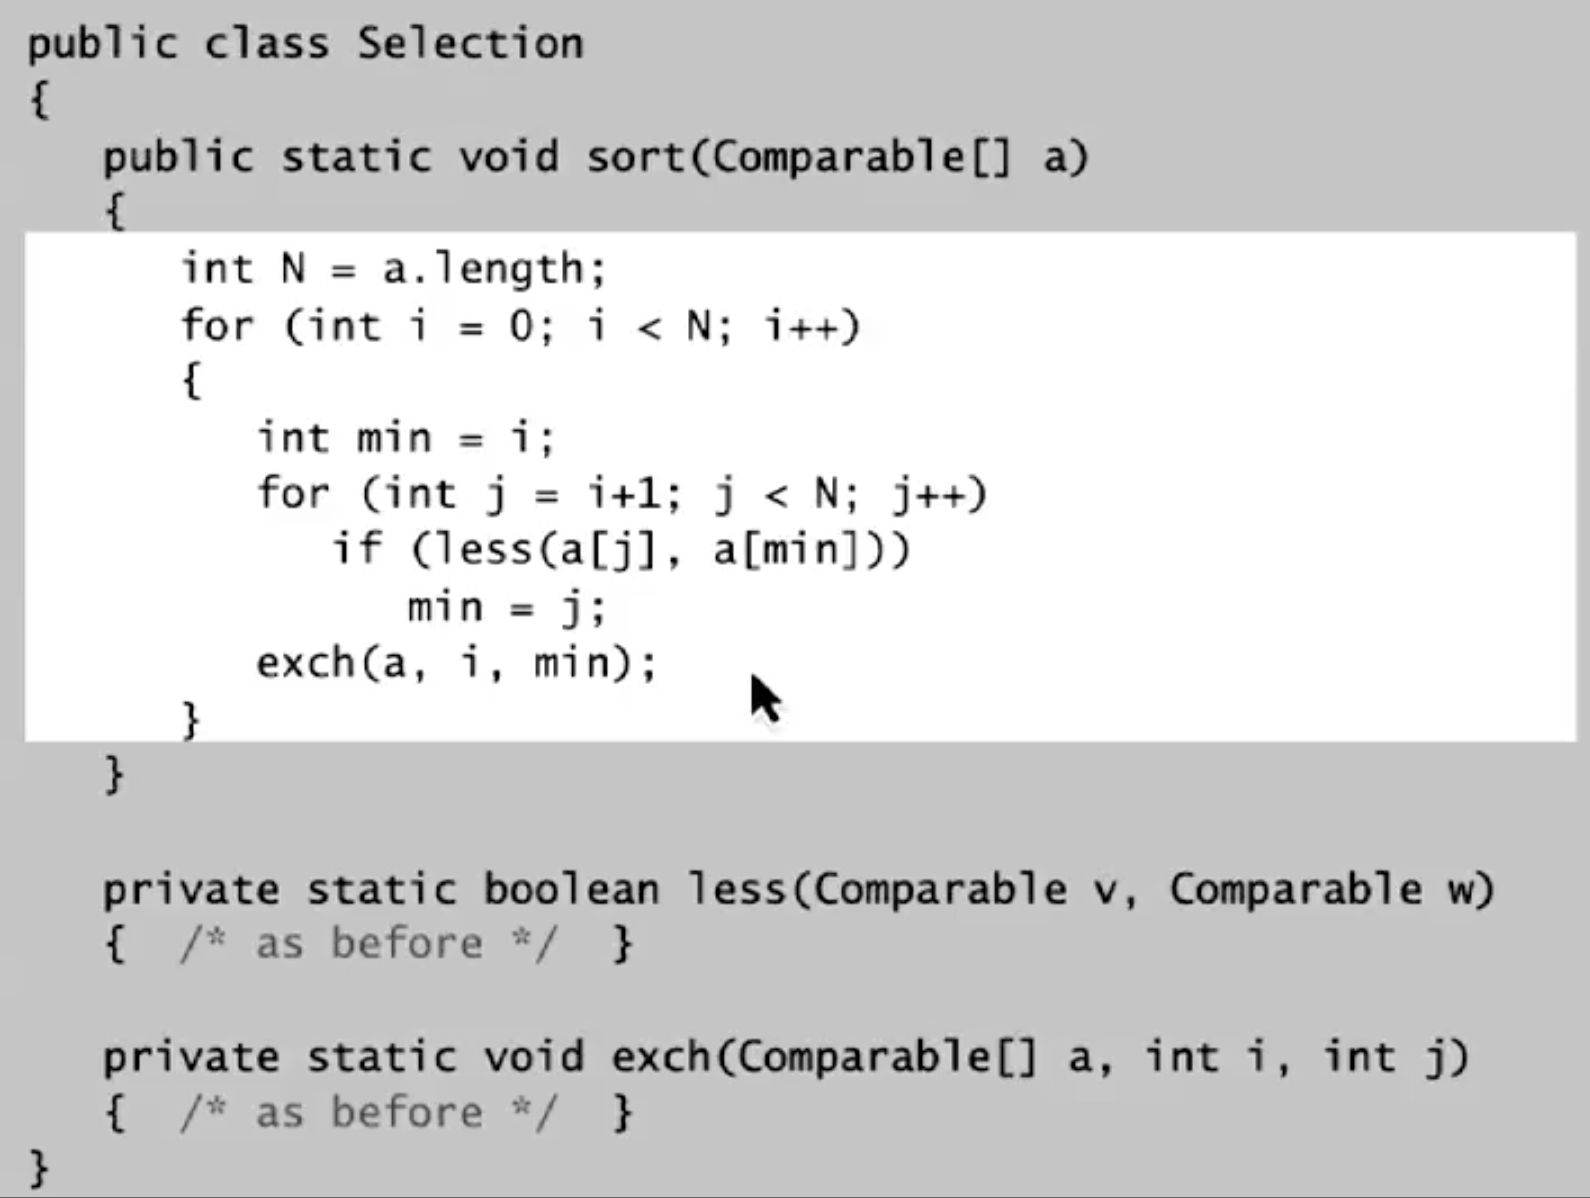 public class Selection
{
public static void sort(Comparable[] a)
{
int N = a.length;
for (int i = 0; i < N; i++)
{
int min = i;
for (int j = i+1; j < N; j++)
if (less(a[j], a[min]))
min = j;
exch(a, i, min);
}
}
private static boolean less(Comparable v, Comparable w)
{ /* as before */ }
private static void exch(Comparable[] a, int i, int j)
{ /* as before */ }
}